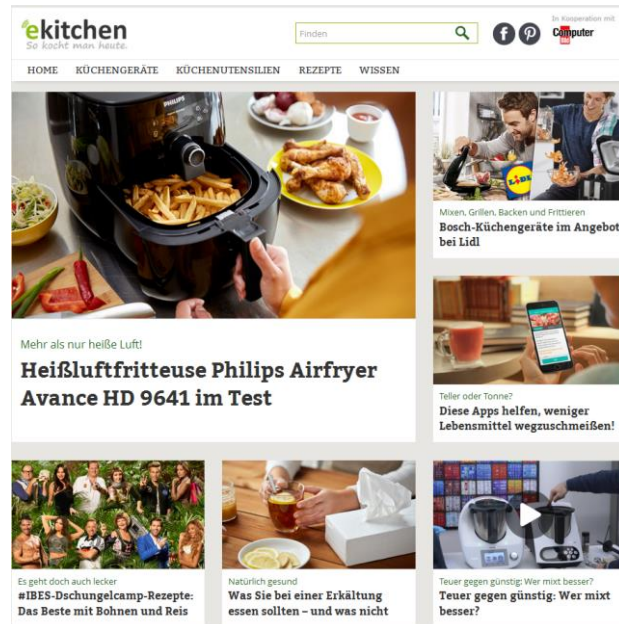 ekitchen
So kocht man heute.
Finden
In Kooperation mit
Computer
HOME KÜCHENGERÄTE KÜCHENUTENSILIEN REZEPTE WISSEN
PHILIPS
LIDL
Mixen, Grillen, Backen und Frittieren
Bosch-Küchengeräte im Angebot
bei Lidl
Mehr als nur heiße Luft!
Heißluftfritteuse Philips Airfryer
Avance HD 9641 im Test
Teller oder Tonne?
Diese Apps helfen, weniger
Lebensmittel wegzuschmeißen!
Es geht doch auch lecker
#IBES-Dschungelcamp-Rezepte:
Das Beste mit Bohnen und Reis
Natürlich gesund
Was Sie bei einer Erkältung
essen sollten – und was nicht
Teuer gegen günstig: Wer mixt besser?
Teuer gegen günstig: Wer mixt
besser?